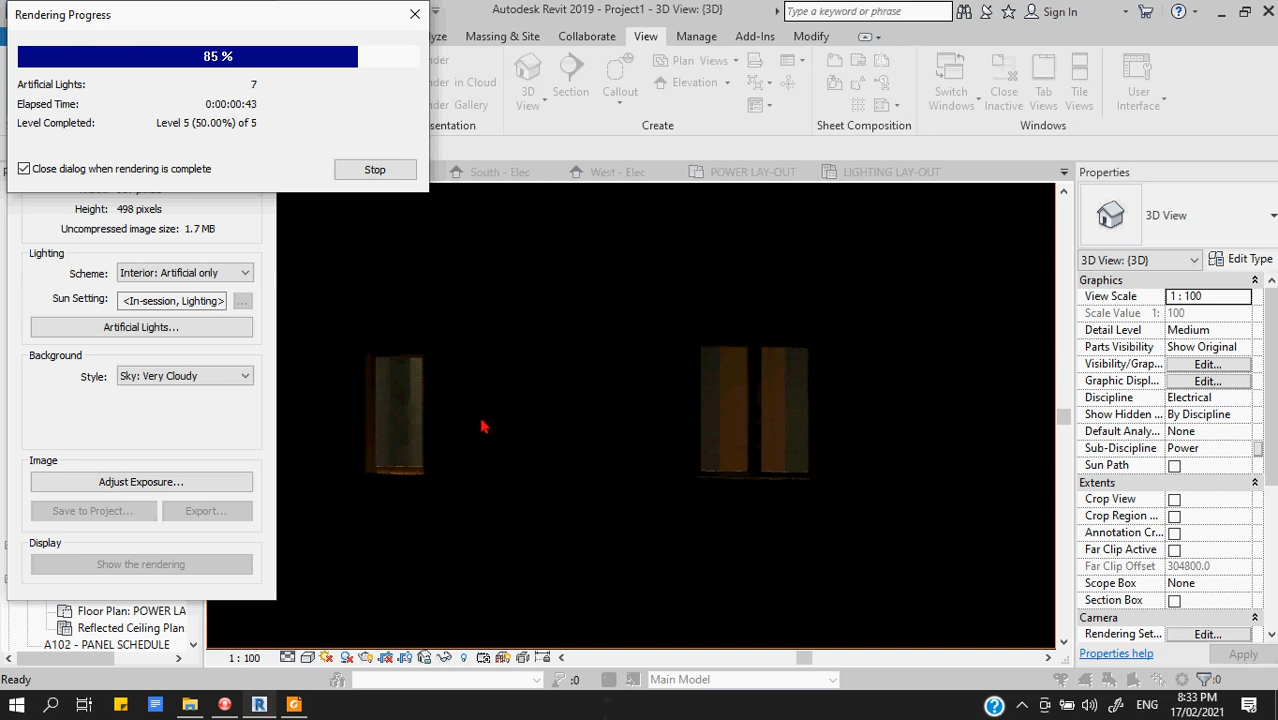 Rendering Progress
85 %
Artificial Lights: 7
Elapsed Time: 0:00:00:43
Level Completed: Level 5 (50.00%) of 5
Close dialog when rendering is complete
Stop
Autodesk Revit 2019 - Project1 - 3D View: {3D}
Type a keyword or phrase
Sign In
Massing & Site
Collaborate
View
Manage
Add-Ins
Modify
in Cloud
Gallery
3D
View
Section
Callout
Plan Views
Elevation
Create
Sheet Composition
Switch
Windows
Close
Inactive
Tab
Views
Tile
Views
User
Interface
Windows
South - Elec
West - Elec
POWER LAY-OUT
LIGHTING LAY-OUT
Height: 498 pixels
Uncompressed image size: 1.7 MB
Lighting
Scheme: Interior: Artificial only
Sun Setting: <In-session, Lighting>
...
Artificial Lights...
Background
Style: Sky: Very Cloudy
Image
Adjust Exposure...
Save to Project...
Export...
Display
Show the rendering
Floor Plan: POWER LA
Reflected Ceiling Plan
A102 - PANEL SCHEDULE
Properties
3D View
3D View: {3D}
Edit Type
Graphics
View Scale 1 : 100
Scale Value 1: 100
Detail Level Medium
Parts Visibility Show Original
Visibility/Grap... Edit...
Graphic Displ... Edit...
Discipline Electrical
Show Hidden ... By Discipline
Default Analy... None
Sub-Discipline Power
Sun Path
Extents
Crop View
Crop Region ...
Annotation Cr...
Far Clip Active
Far Clip Offset 304800.0
Scope Box None
Section Box
Camera
Rendering Set... Edit...
Properties help
Apply
1 : 100
Ready
:0
Main Model
:0
ENG
8:33 PM
17/02/2021